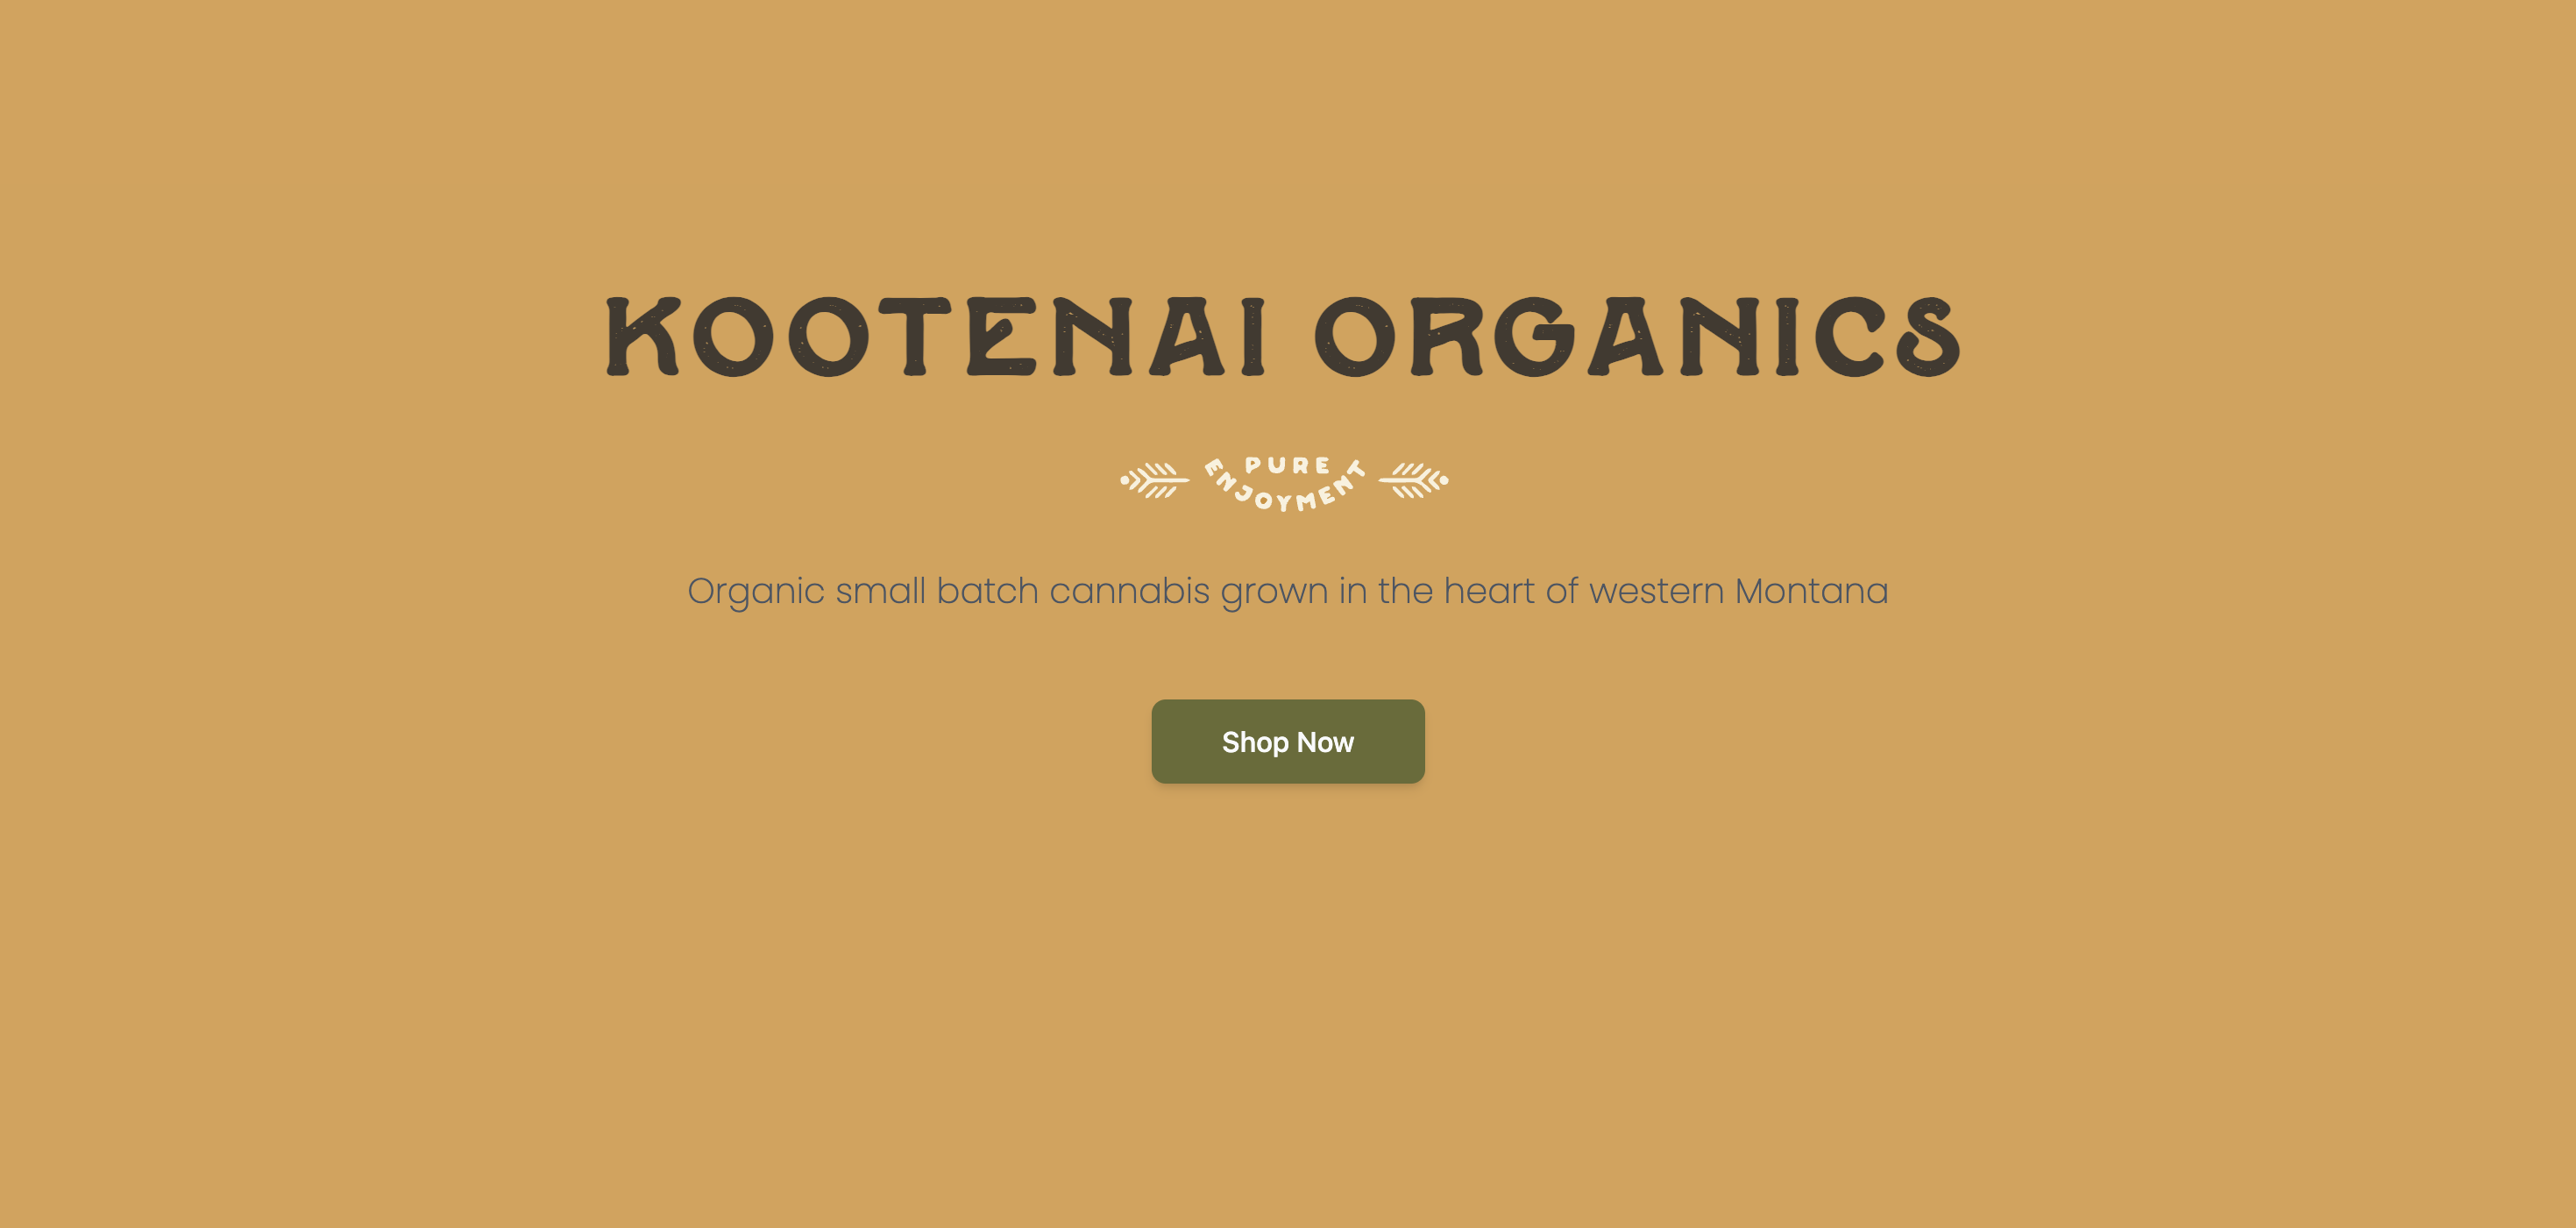 KOOTENAI ORGANICS
PURE
ENJOYMENT
Organic small batch cannabis grown in the heart of western Montana
Shop Now